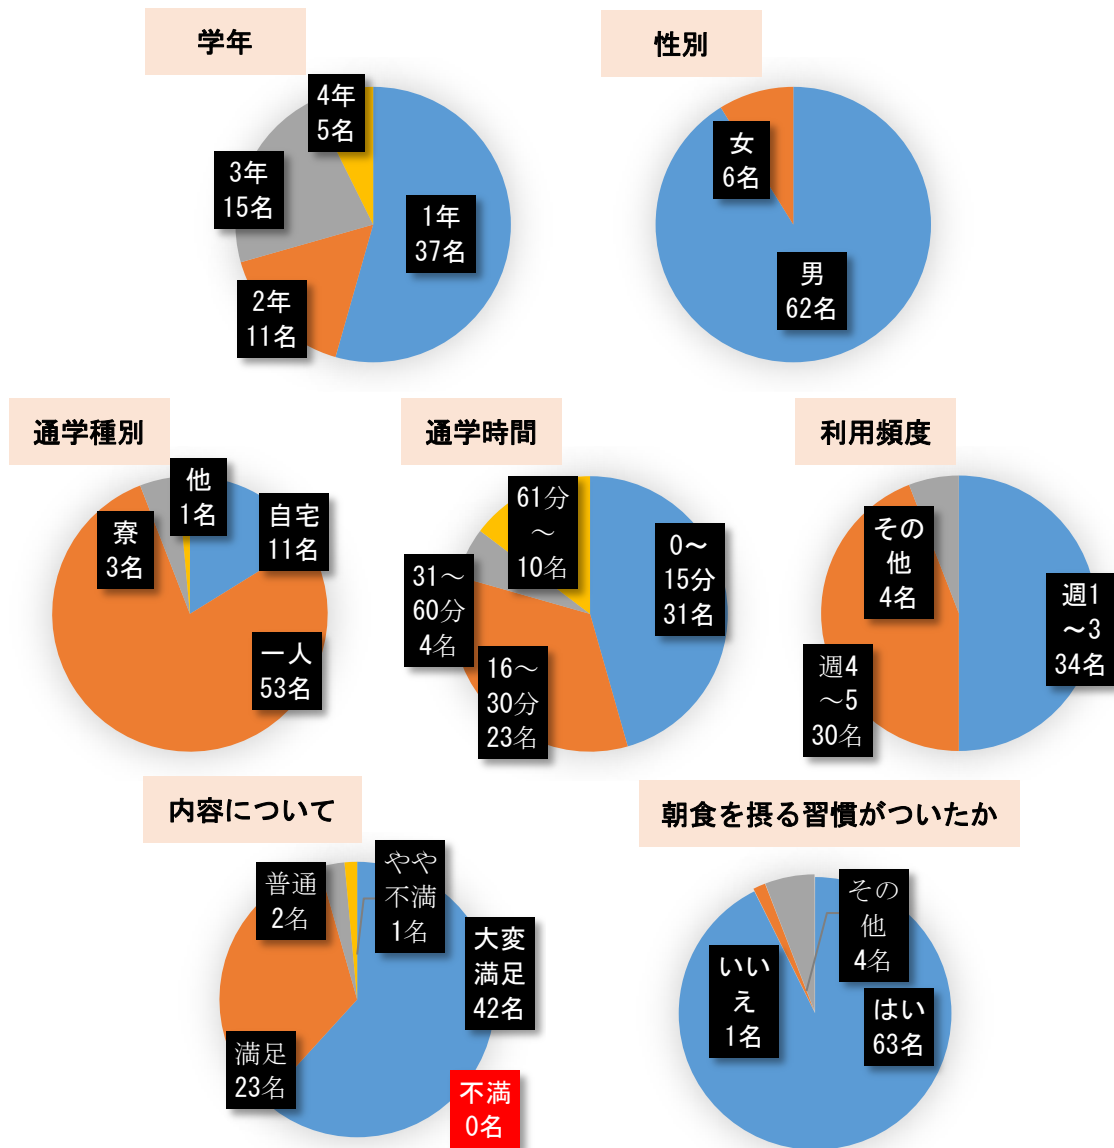 学年
性別
4年
5名
3年
15名
1年
37名
2年
11名
女
6名
男
62名
通学種別
通学時間
利用頻度
他
1名
寮
3名
自宅
11名
一人
53名
61分
～
10名
0～
15分
31名
31～
60分
4名
16～
30分
23名
その
他
4名
週1
～3
34名
週4
～5
30名
内容について
朝食を摂る習慣がついたか
やや
不満
1名
普通
2名
大変
満足
42名
満足
23名
不満
0名
その
他
4名
いい
え
1名
はい
63名